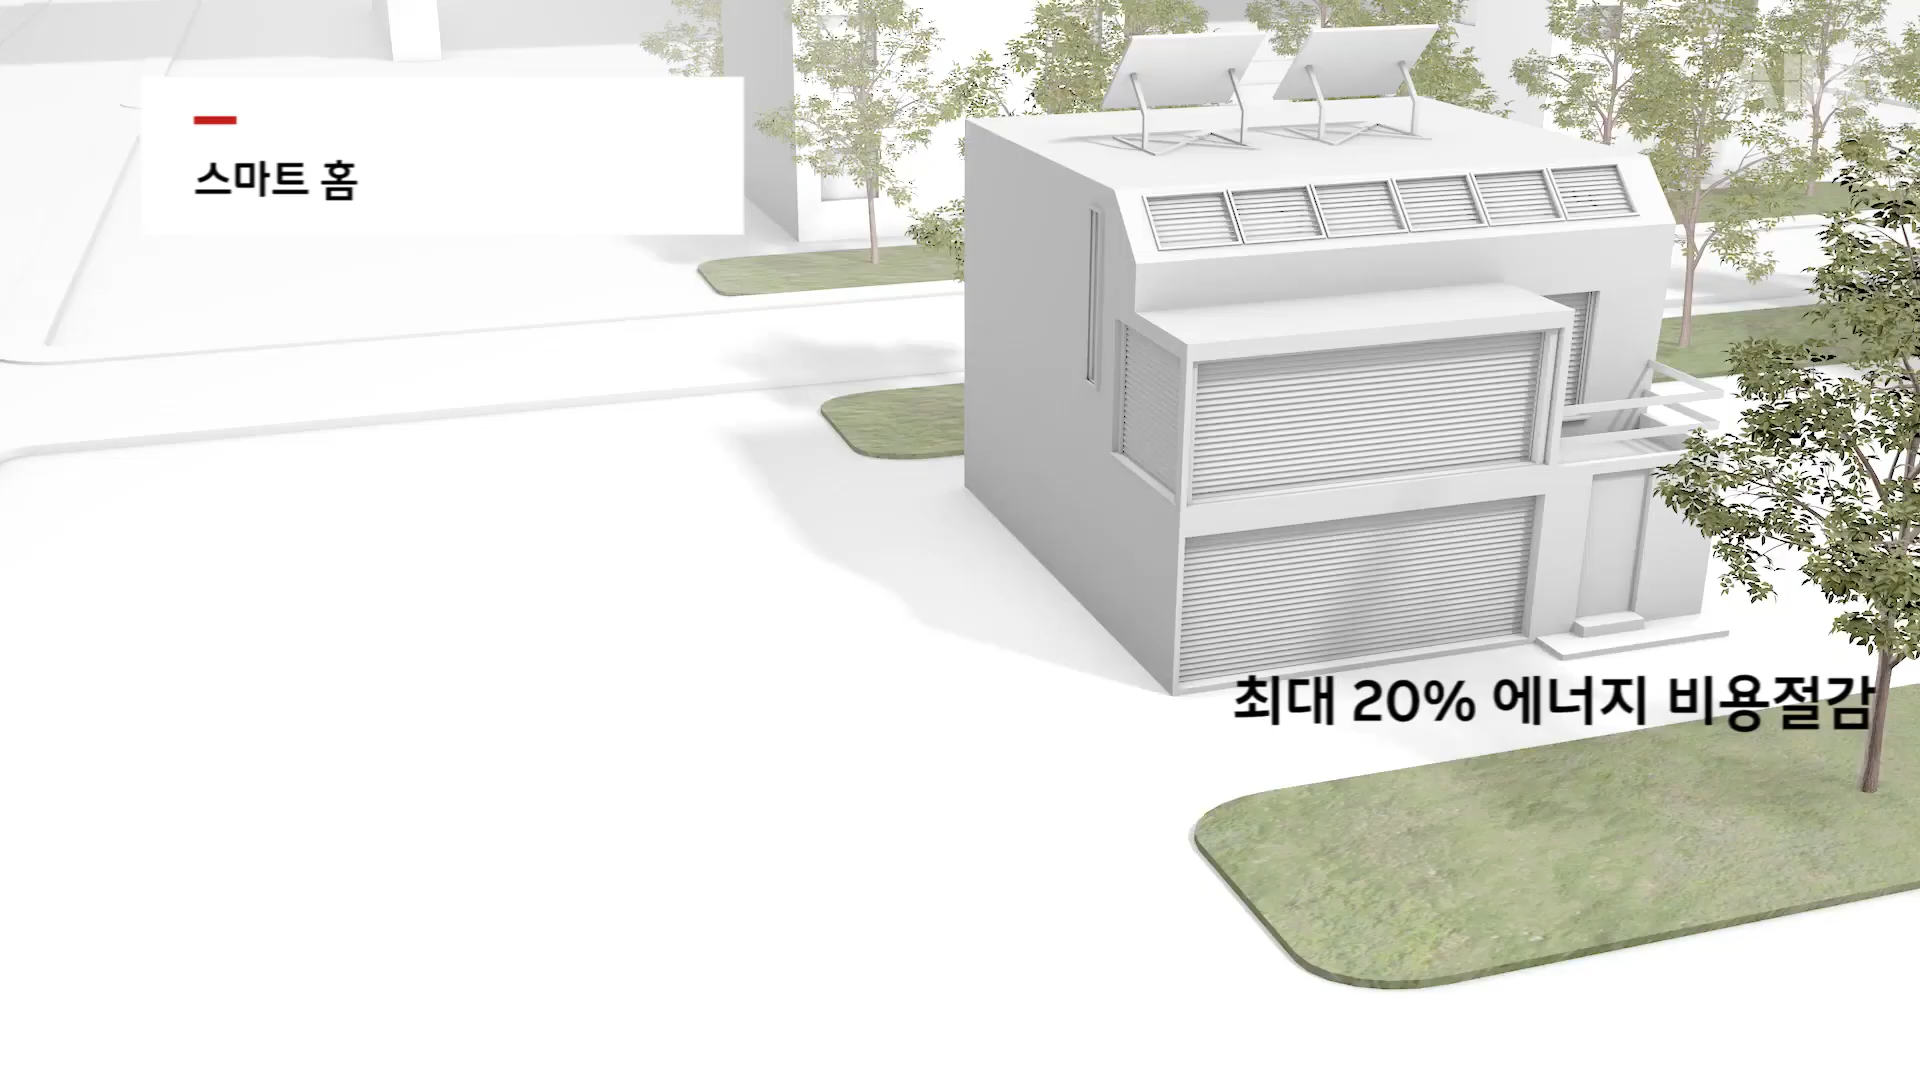 스마트 홈
최대 20% 에너지 비용절감